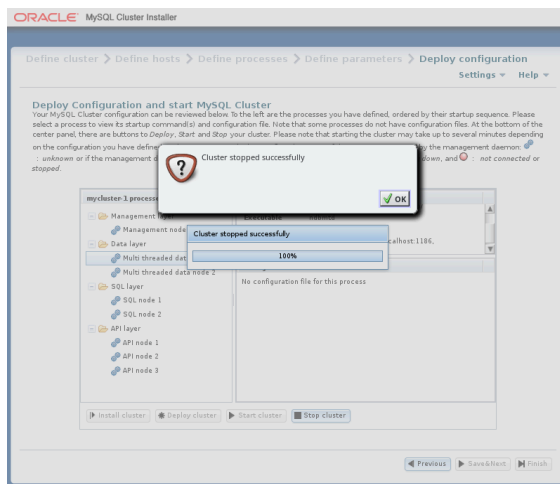 ORACLE MySQL Cluster Installer
Define cluster Define hosts Define processes Define parameters Deploy configuration
Settings Help
Deploy Configuration and start MySQL Cluster
Your MySQL Cluster configuration can be reviewed below. To the left are the processes you have defined, ordered by their startup sequence. Please
select a process to view its startup command(s) and configuration file. Note that some processes do not have configuration files. At the bottom of the
center panel, there are buttons to Deploy, Start and Stop your cluster. Please note that starting the cluster may take up to several minutes depending
on the configuration you have define by the management daemon:
: unknown or if the management d down, and : not connected or
stopped.
Cluster stopped successfully
OK
mycluster-1 processe
Management layer
Executable
Management node
Cluster stopped successfully
100%
Data layer
calhost:1186,
Multi threaded dat
Multi threaded data node 2
No configuration file for this process
SQL layer
SQL node 1
SQL node 2
API layer
API node 1
API node 2
API node 3
Install cluster Deploy cluster Start cluster Stop cluster
Previous Save&Next Finish